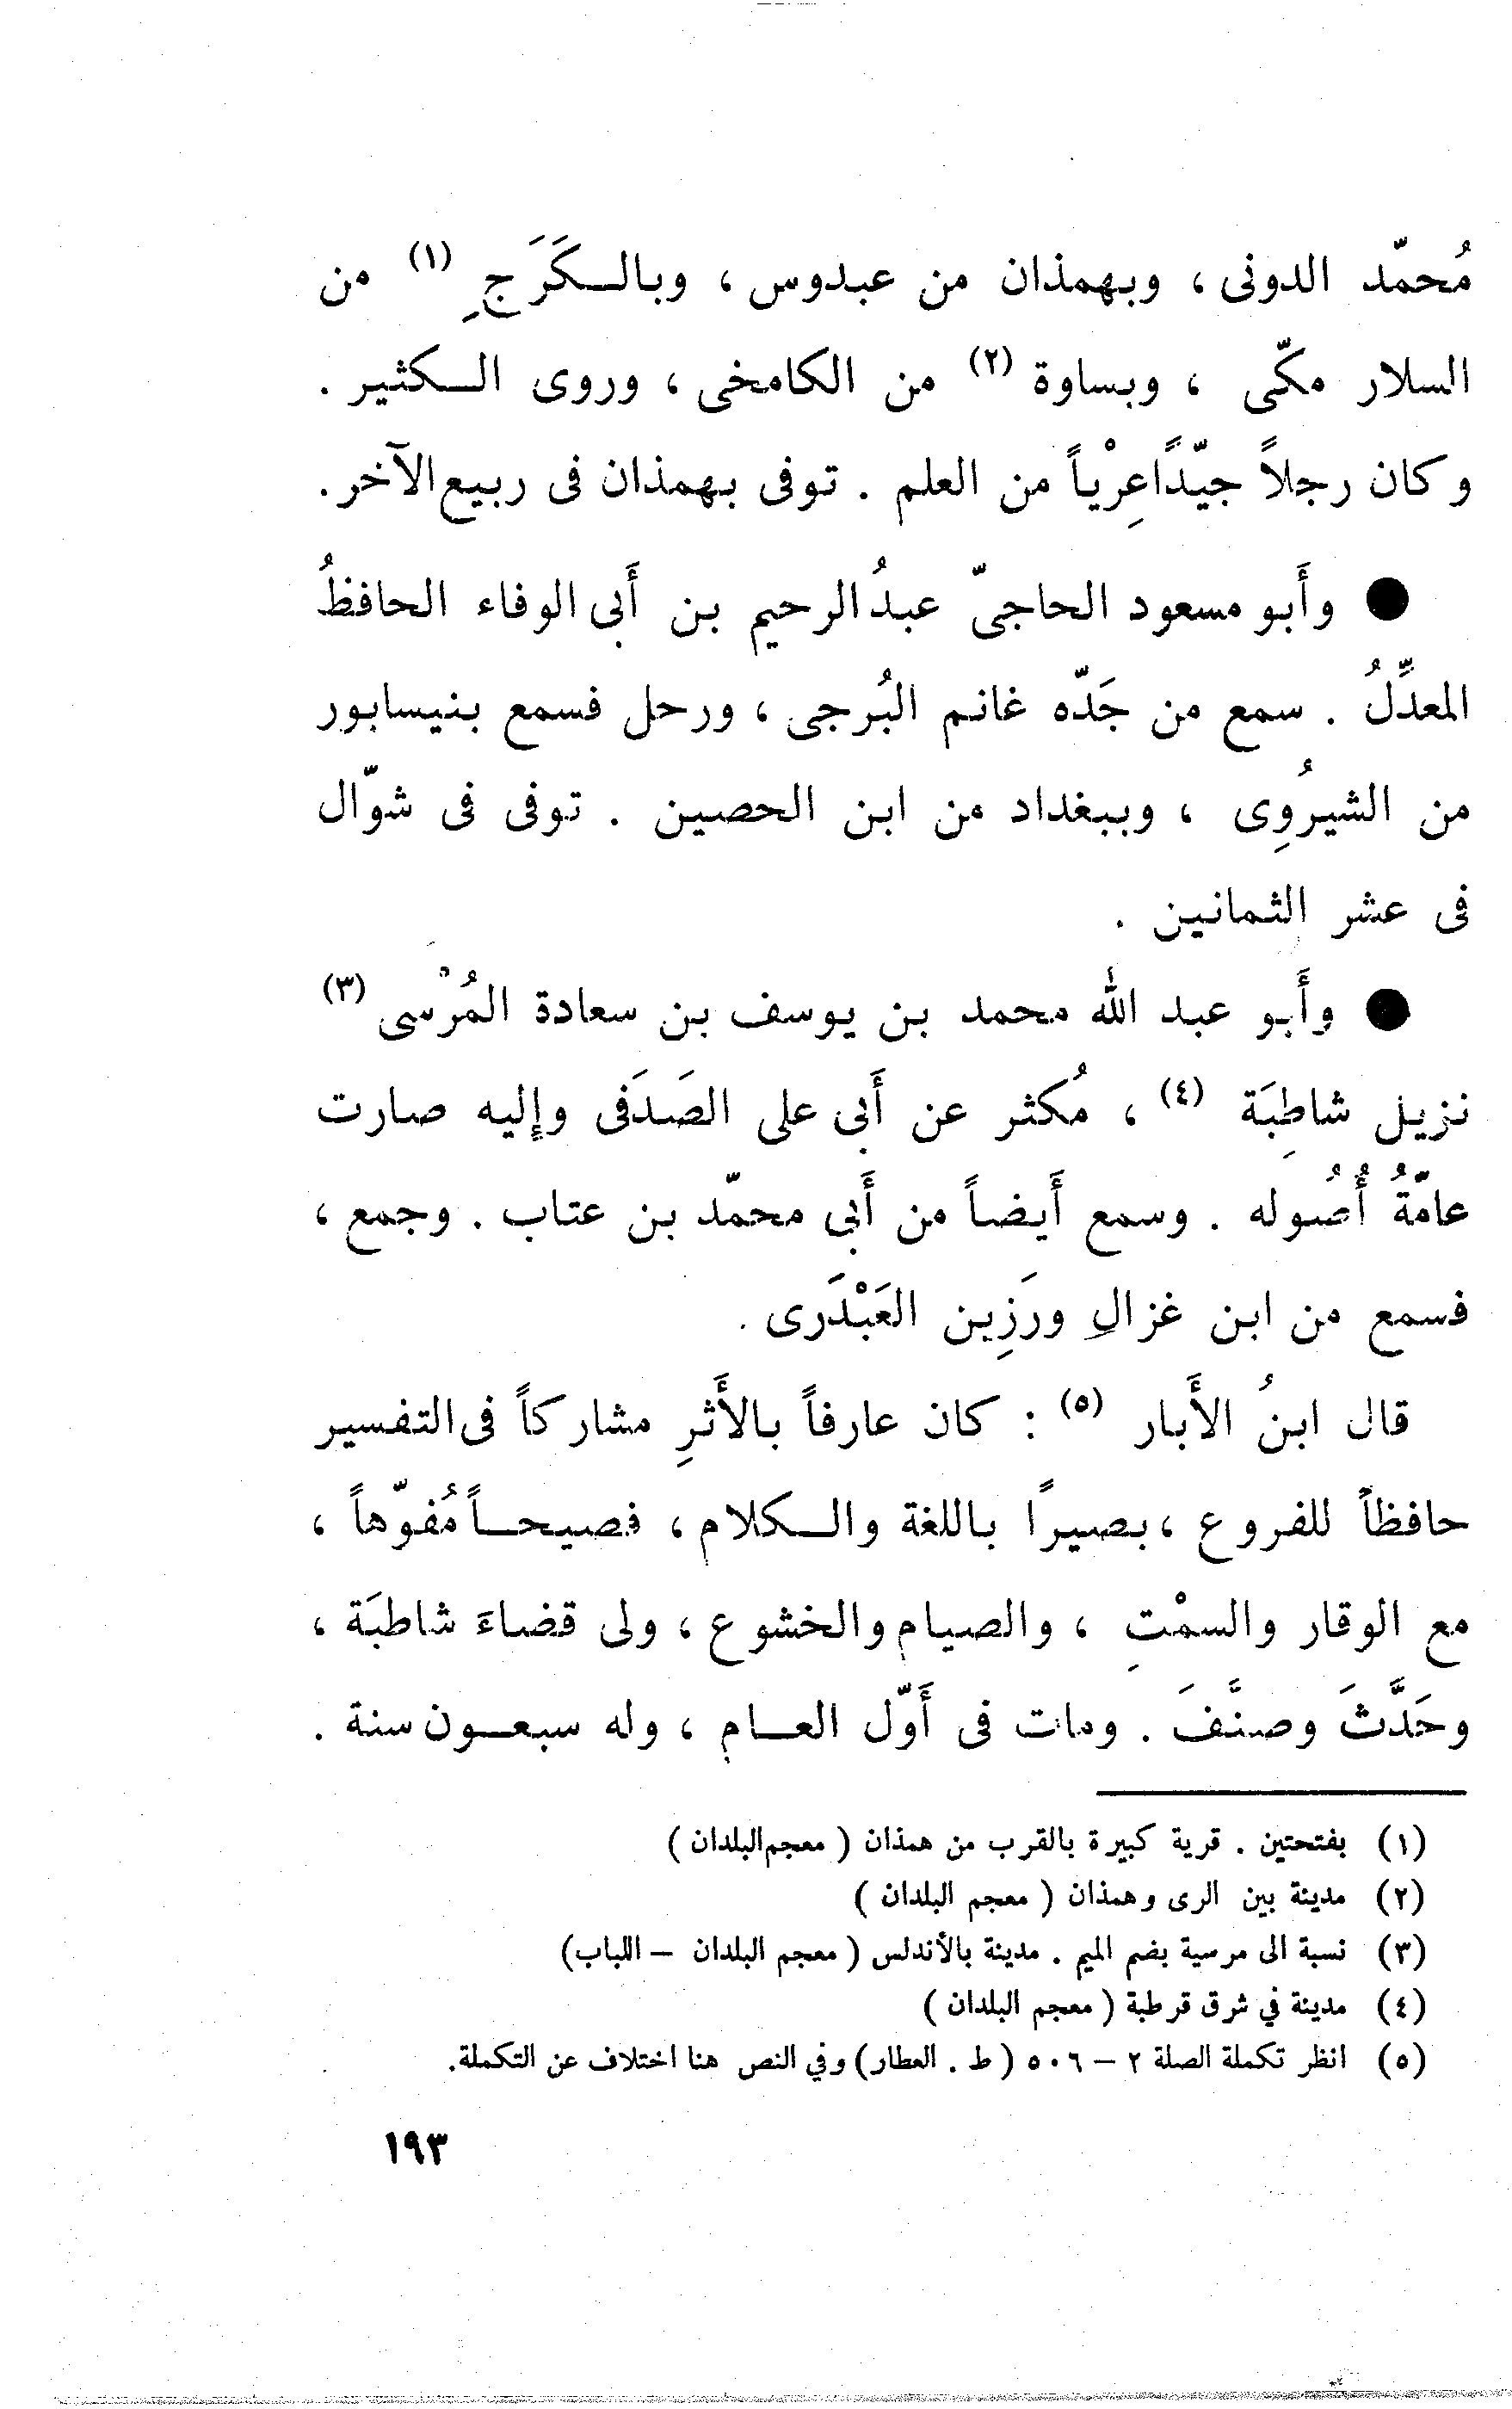 مُحمّد الدونى ، وبهمذان من عبدوس ، وبالـكَرَجِ (١) من
السلار مكّى ، وبساوة (٢) من الكامخى ، وروى الـكثير .
وكان رجلاً جيّدًا عِرْياً من العلم . توفى بهمذان فى ربيع الآخر .
● وأَبو مسعود الحاجىّ عبدُ الرحيم بن أَبى الوفاء الحافظُ
المعدِّلُ . سمع من جَدّه غانم البُرجى ، ورحل فسمع بنيسابور
من الشيرُوِى ، وببغداد من ابن الحصين . توفى فى شوّال
فى عشر الثمانين .
● وأَبو عبد الله محمد بن يوسف بن سعادة المُرْسى (٣)
نزيل شاطِبَة (٤) ، مُكثر عن أَبى على الصَدَفى وإليه صارت
عامّةُ أُصُوله . وسمع أَيضاً من أَبى محمّد بن عتاب . وجمع ،
فسمع من ابن غزالِ ورَزِين العَبْدَرى .
قال ابنُ الأَبار (٥) : كان عارفاً بالأَثرِ مشاركاً فى التفسير
حافظاً للفروع ، بصيرًا باللغة والـكلام ، فصيحـاً مُفوّهاً ،
مع الوقار والسمْتِ ، والصيام والخشوع ، ولى قضاءَ شاطبَة ،
وحَدَّثَ وصنَّفَ . ومات فى أَوّل العـام ، وله سبعـون سنة .
(١) بفتحتين . قرية كبيرة بالقرب من همذان ( معجم البلدان )
(٢) مدينة بين الرى وهمذان ( معجم البلدان )
(٣) نسبة الى مرسية بضم الميم . مدينة بالأندلس ( معجم البلدان – اللباب)
(٤) مدينة في شرق قرطبة ( معجم البلدان )
(٥) انظر تكملة الصلة ٢ – ٥٠٦ ( ط . العطار) وفي النص هنا اختلاف عن التكملة.
١٩٣